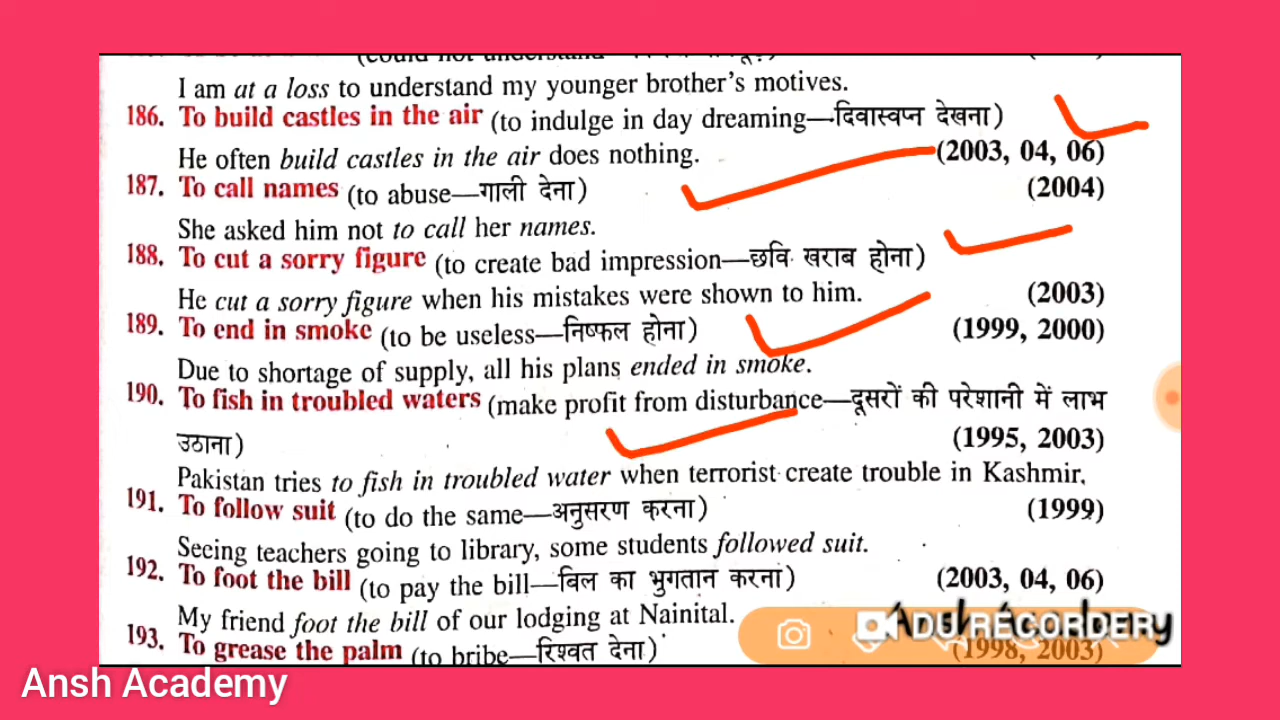 I am at a loss to understand my younger brother's motives.
186. To build castles in the air (to indulge in day dreaming—दिवास्वप्न देखना)
He often build castles in the air does nothing. (2003, 04, 06)
187. To call names (to abuse—गाली देना) (2004)
She asked him not to call her names.
188. To cut a sorry figure (to create bad impression—छवि खराब होना)
He cut a sorry figure when his mistakes were shown to him. (2003)
189. To end in smoke (to be useless—निष्फल होना) (1999, 2000)
Due to shortage of supply, all his plans ended in smoke.
190. To fish in troubled waters (make profit from disturbance—दूसरों की परेशानी में लाभ
उठाना) (1995, 2003)
Pakistan tries to fish in troubled water when terrorist create trouble in Kashmir.
191. To follow suit (to do the same—अनुसरण करना) (1999)
Seeing teachers going to library, some students followed suit.
192. To foot the bill (to pay the bill—बिल का भुगतान करना) (2003, 04, 06)
My friend foot the bill of our lodging at Nainital.
193. To grease the palm (to bribe—रिश्वत देना) (1998, 2003)
Ansh Academy
DU RECORDER
Ansh Academy